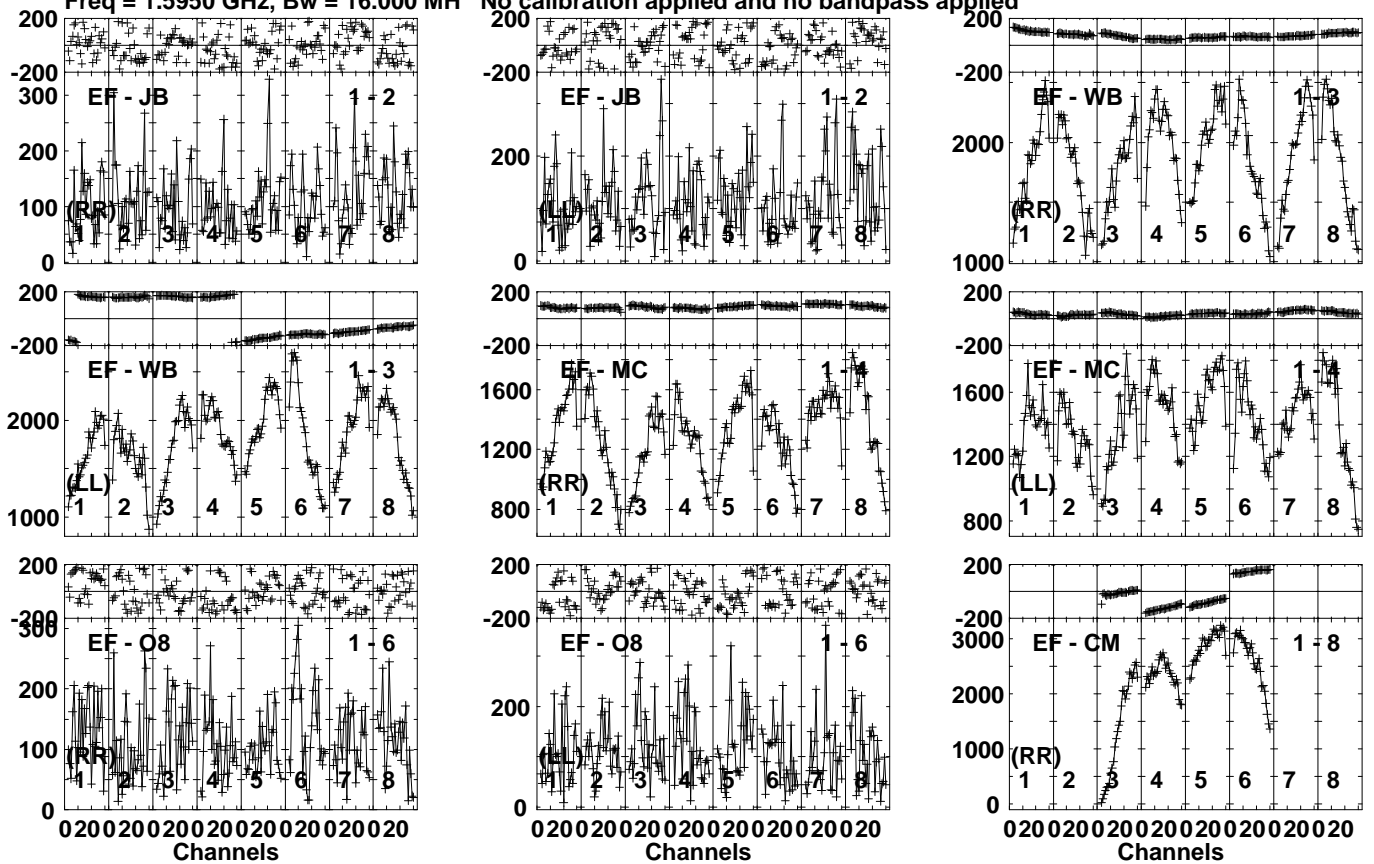 Freq = 1.5950 GHz, Bw = 16.000 MH No calibration applied and no bandpass applied
200
-200
300
200
100
0
EF - JB 1 - 2
(RR)
1 2 3 4 5 6 7 8
200
-200
200
0
EF - JB 1 - 2
(LL)
1 2 3 4 5 6 7 8
200
-200
2000
1000
EF - WB 1 - 3
(RR)
1 2 3 4 5 6 7 8
200
-200
2000
1000
EF - WB 1 - 3
(LL)
1 2 3 4 5 6 7 8
200
-200
1600
1200
800
EF - MC 1 - 4
(RR)
1 2 3 4 5 6 7 8
200
-200
1600
1200
800
EF - MC 1 - 4
(LL)
1 2 3 4 5 6 7 8
200
-200
300
200
100
0
EF - O8 1 - 6
(RR)
1 2 3 4 5 6 7 8
0 20 0 20 0 20 0 20 0 20 0 20 0 20 0 20
Channels
200
-200
200
0
EF - O8 1 - 6
(LL)
1 2 3 4 5 6 7 8
0 20 0 20 0 20 0 20 0 20 0 20 0 20 0 20
Channels
200
-200
3000
2000
1000
0
EF - CM 1 - 8
(RR)
1 2 3 4 5 6 7 8
0 20 0 20 0 20 0 20 0 20 0 20 0 20 0 20
Channels